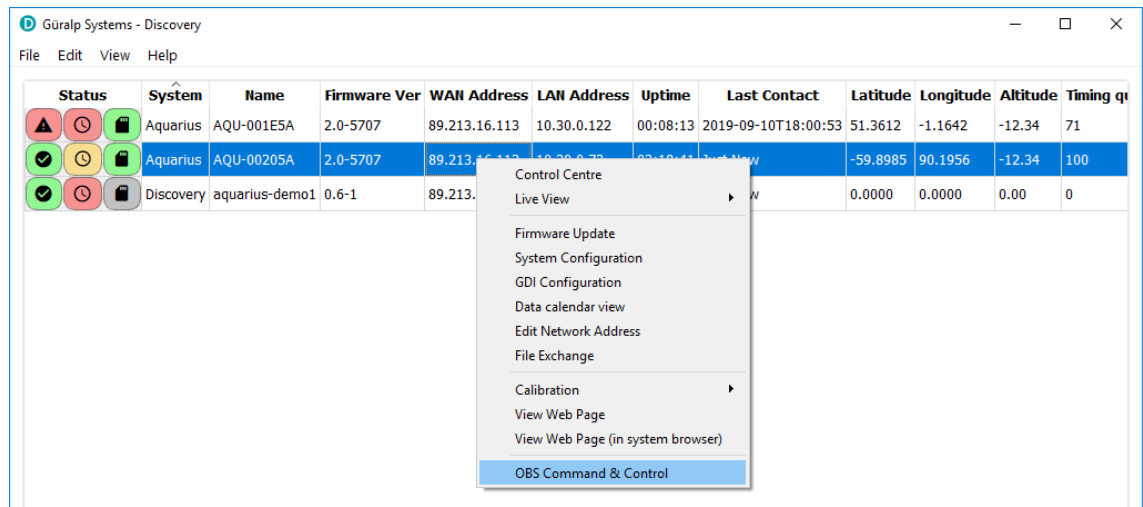 Güralp Systems - Discovery
File Edit View Help
Status System Name Firmware Ver WAN Address LAN Address Uptime Last Contact Latitude Longitude Altitude Timing
Aquarius AQU-001E5A 2.0-5707 89.213.16.113 10.30.0.122 00:08:13 2019-09-10T18:00:53 51.3612 -1.1642 -12.34 71
Aquarius AQU-00205A 2.0-5707 -59.8985 90.1956 -12.34 100
Discovery aquarius-demo1 0.6-1 89.213. 0.0000 0.0000 0.00 0
Control Centre
Live View
Firmware Update
System Configuration
GDI Configuration
Data calendar view
Edit Network Address
File Exchange
Calibration
View Web Page
View Web Page (in system browser)
OBS Command & Control